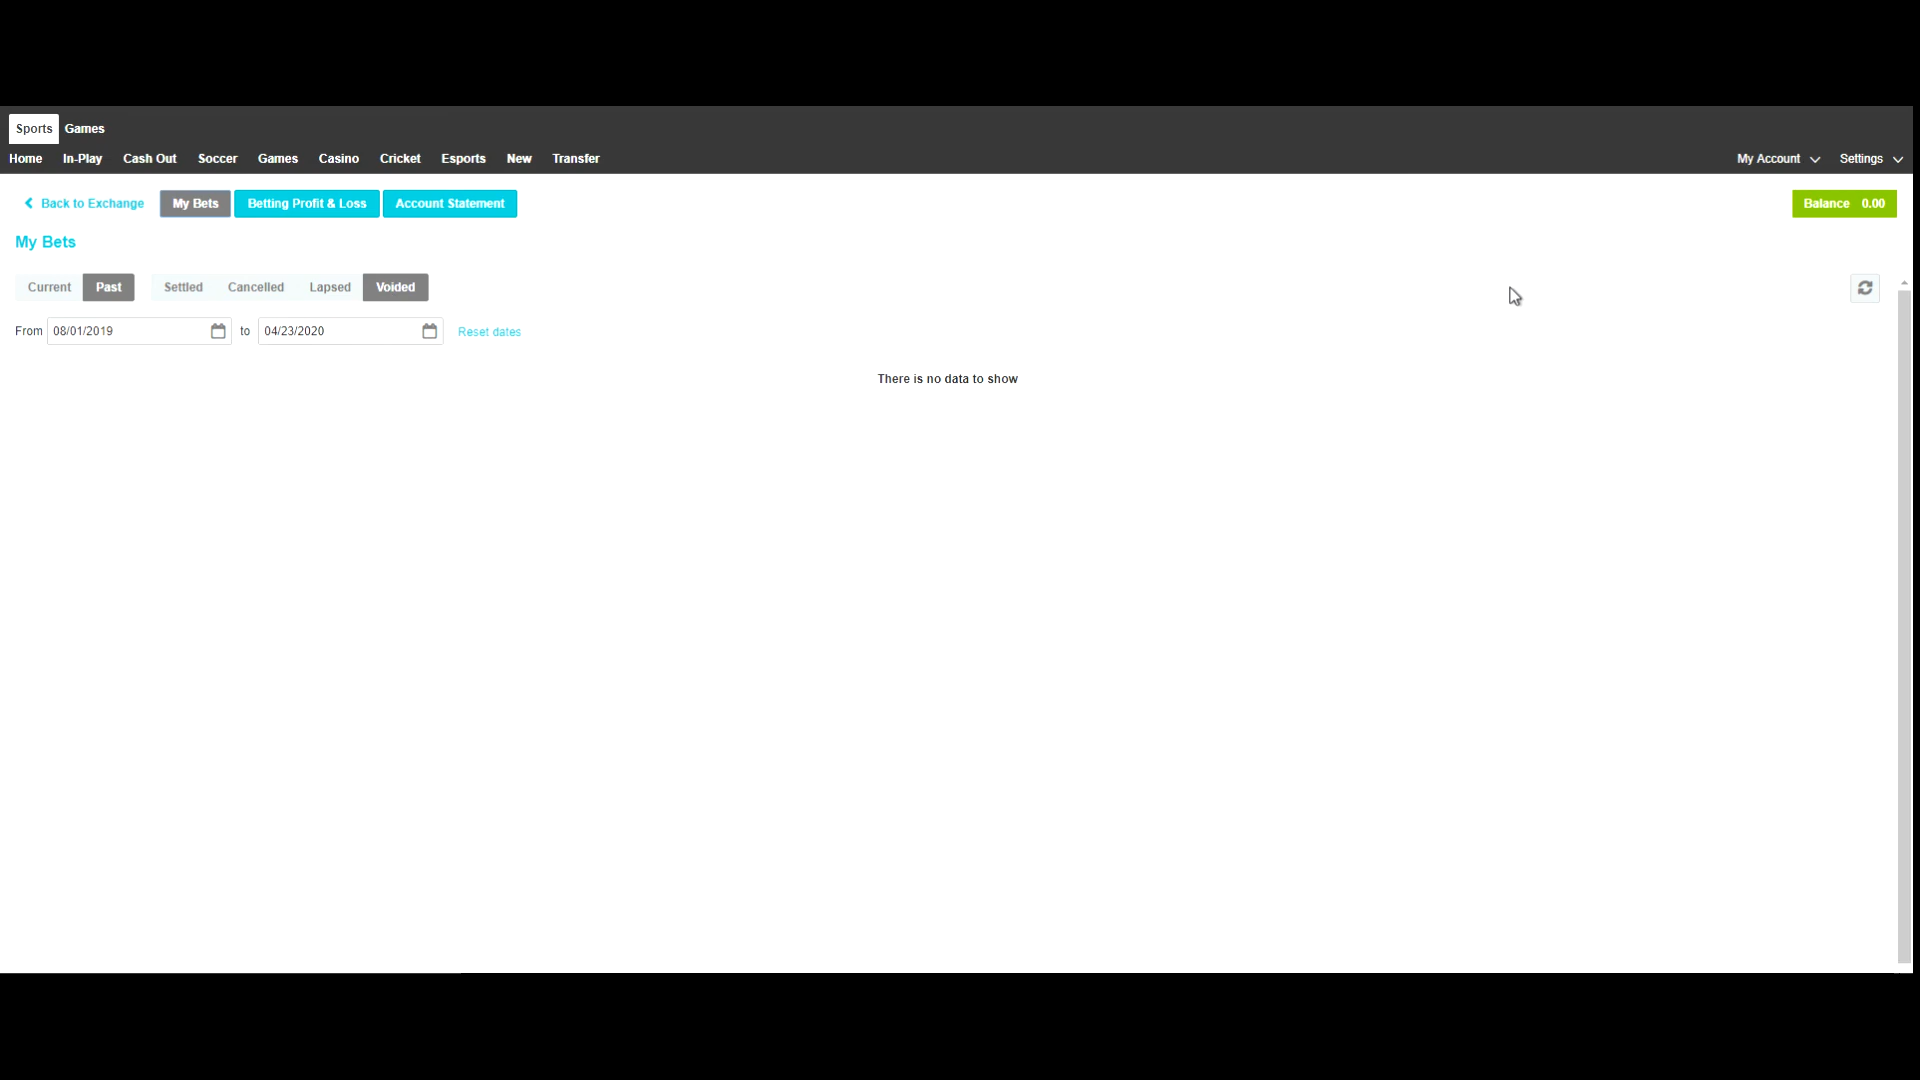 Sports Games
Home In-Play Cash Out Soccer Games Casino Cricket Esports New Transfer My Account Settings
Back to Exchange My Bets Betting Profit & Loss Account Statement Balance 0.00
My Bets
Current Past Settled Cancelled Lapsed Voided
From 08/01/2019 to 04/23/2020 Reset dates
There is no data to show